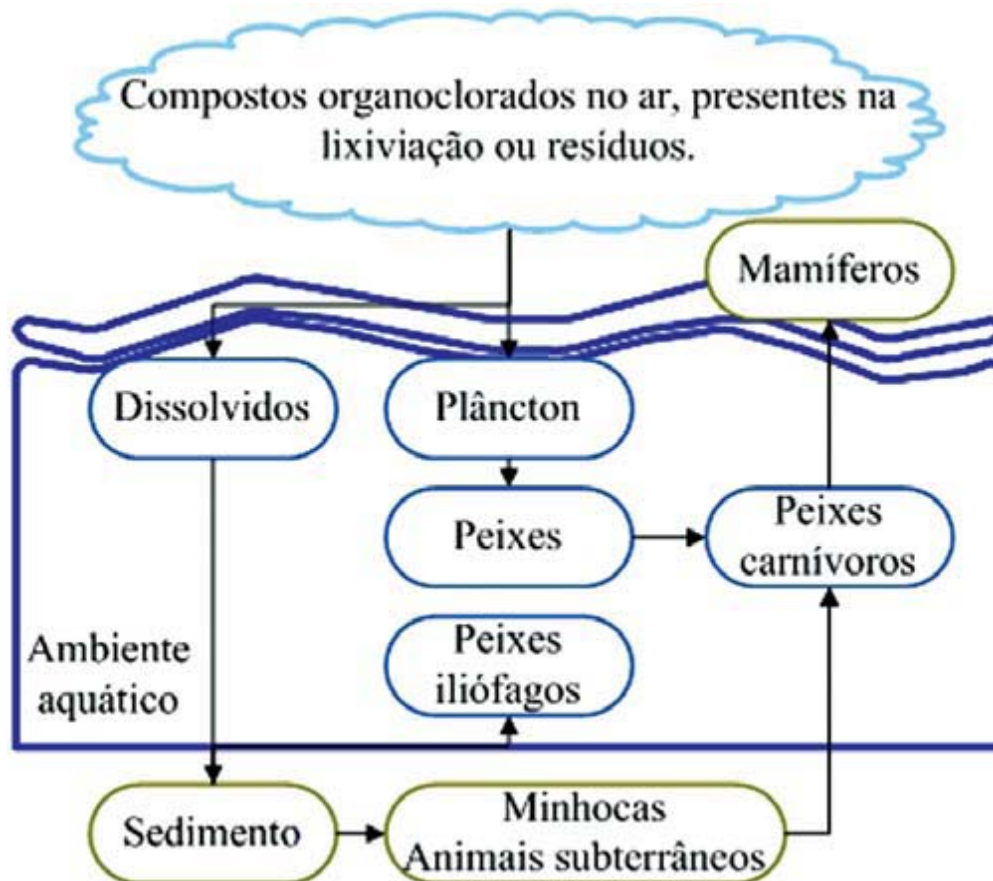 Compostos organoclorados no ar, presentes na
lixiviação ou resíduos.
Mamíferos
Dissolvidos
Plâncton
Peixes
Peixes
carnívoros
Peixes
iliófagos
Ambiente
aquático
Sedimento
Minhocas
Animais subterrâneos